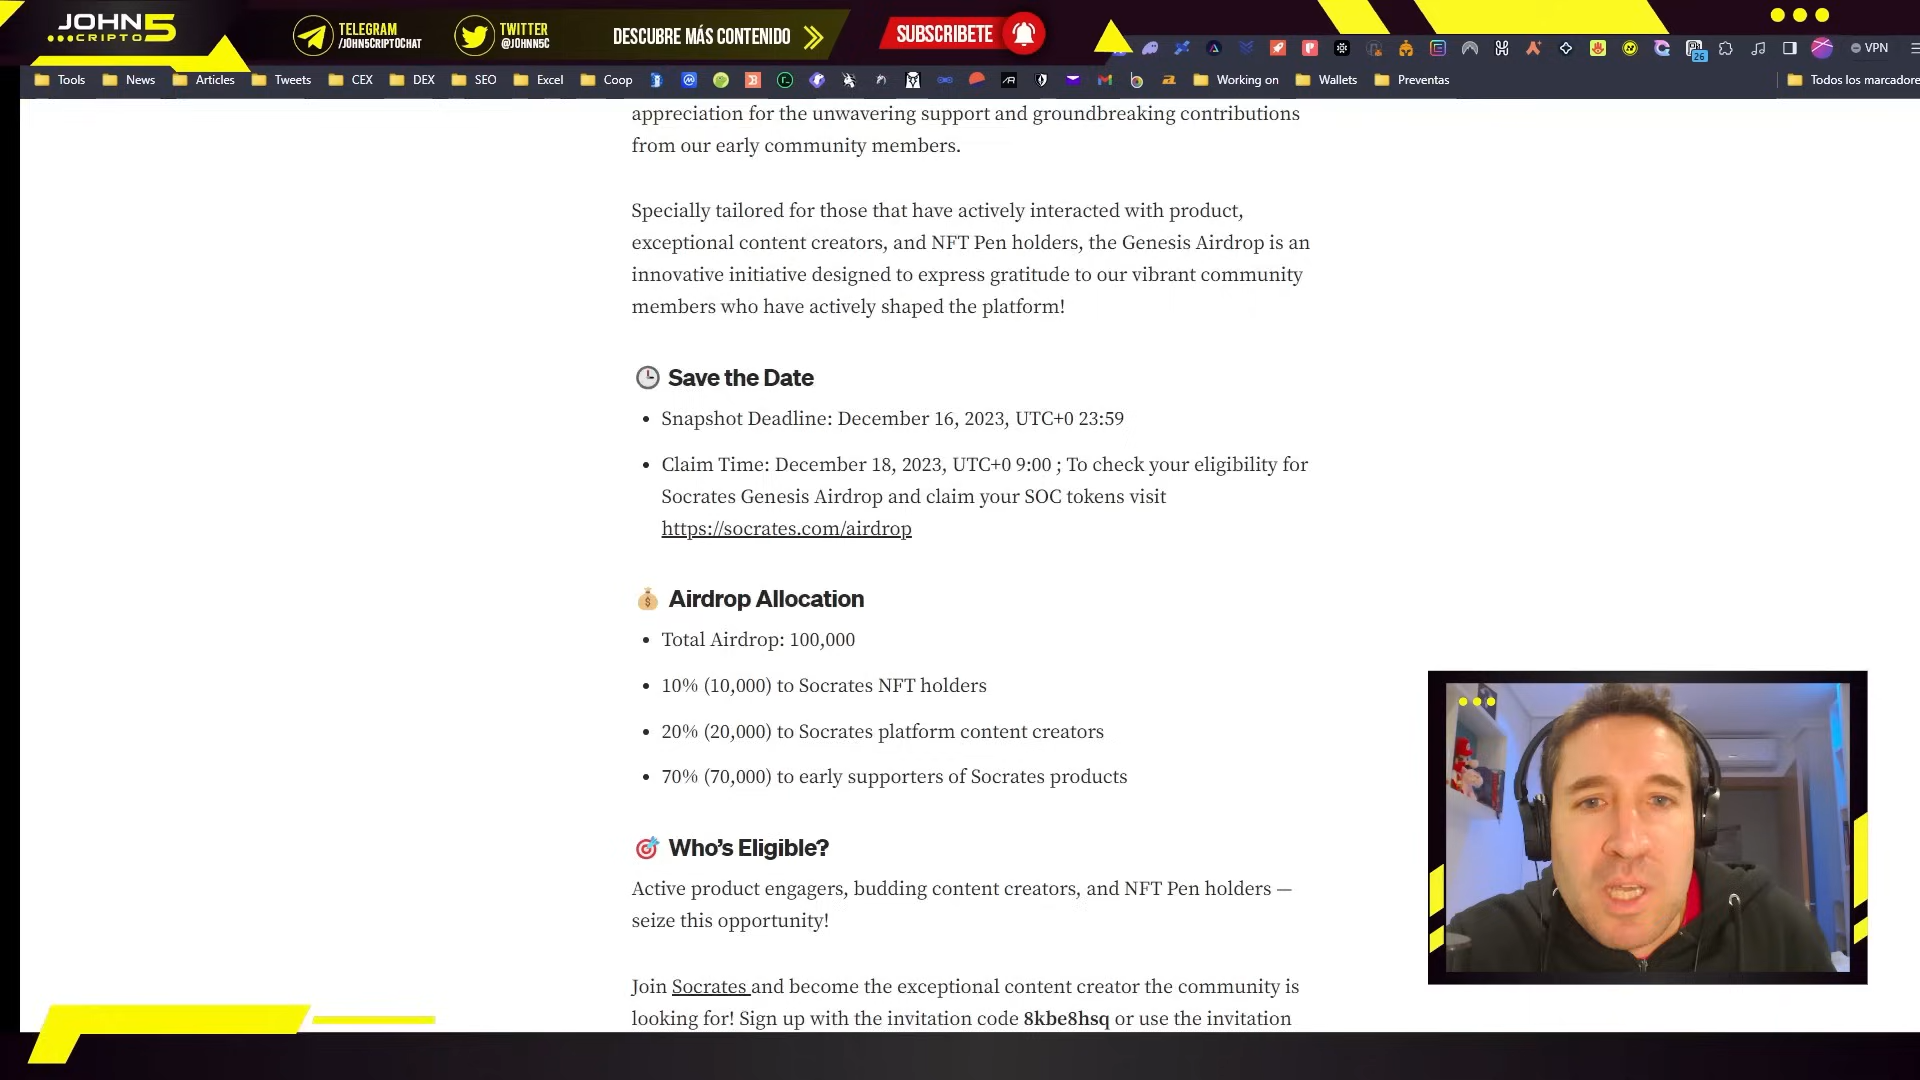 JOHN 5
CRIPTO
TELEGRAM
/JOHN5CRIPTOCHAT
TWITTER
@JOHNN5C
DESCUBRE MÁS CONTENIDO
SUBSCRIBETE
26
VPN
Tools
News
Articles
Tweets
CEX
DEX
SEO
Excel
Coop
Working on
Wallets
Preventas
Todos los marcadore
appreciation for the unwavering support and groundbreaking contributions
from our early community members.
Specially tailored for those that have actively interacted with product,
exceptional content creators, and NFT Pen holders, the Genesis Airdrop is an
innovative initiative designed to express gratitude to our vibrant community
members who have actively shaped the platform!
Save the Date
• Snapshot Deadline: December 16, 2023, UTC+0 23:59
• Claim Time: December 18, 2023, UTC+0 9:00 ; To check your eligibility for
Socrates Genesis Airdrop and claim your SOC tokens visit
https://socrates.com/airdrop
Airdrop Allocation
• Total Airdrop: 100,000
• 10% (10,000) to Socrates NFT holders
• 20% (20,000) to Socrates platform content creators
• 70% (70,000) to early supporters of Socrates products
Who’s Eligible?
Active product engagers, budding content creators, and NFT Pen holders —
seize this opportunity!
Join Socrates and become the exceptional content creator the community is
looking for! Sign up with the invitation code 8kbe8hsq or use the invitation